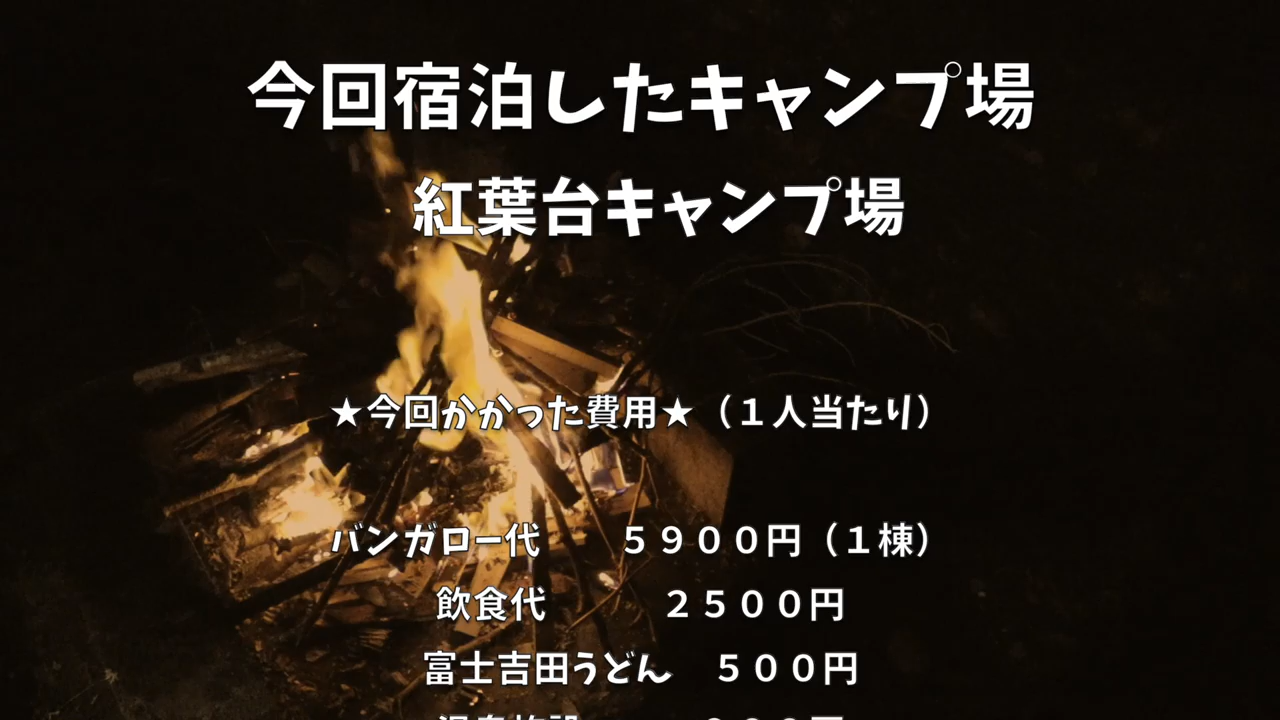 今回宿泊したキャンプ場
紅葉台キャンプ場
★今回かかった費用★（１人当たり）
バンガロー代　　５９００円（１棟）
飲食代　　　２５００円
富士吉田うどん　５００円